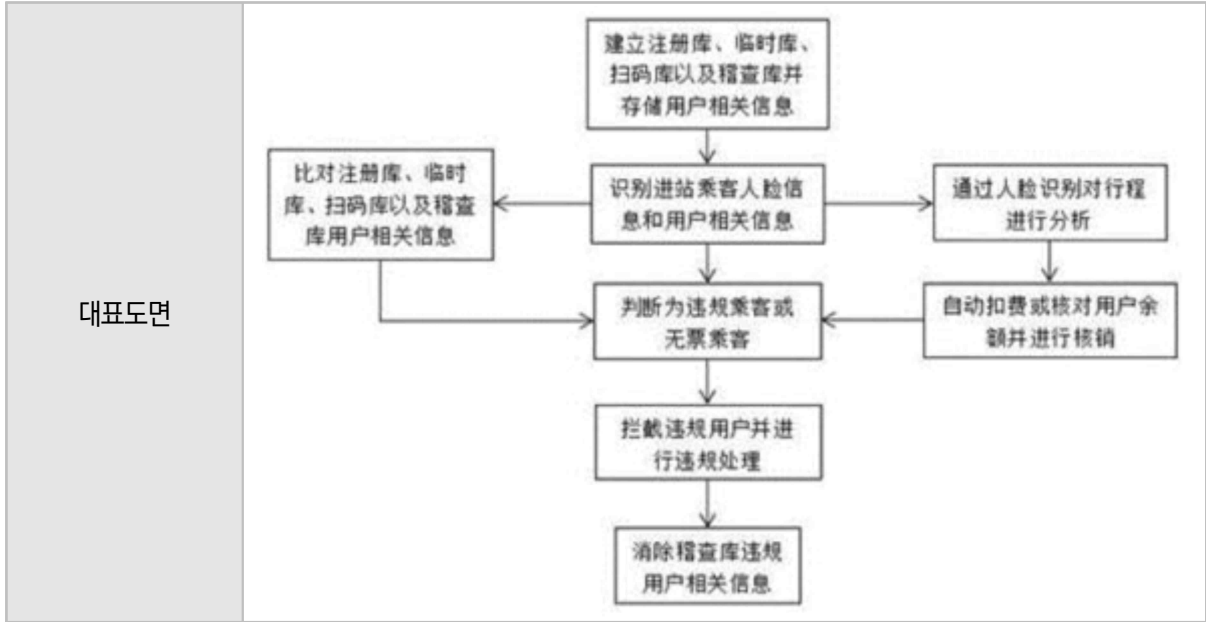 대표도면
建立注册库、临时库、
扫码库以及稽查库并
存储用户相关信息
比对注册库、临时
库、扫码库以及稽查
库用户相关信息
识别进站乘客人脸信
息和用户相关信息
通过人脸识别对行程
进行分析
判断为违规乘客或
无票乘客
自动扣费或核对用户余
额并进行核销
拦截违规用户并进
行违规处理
消除稽查库违规
用户相关信息